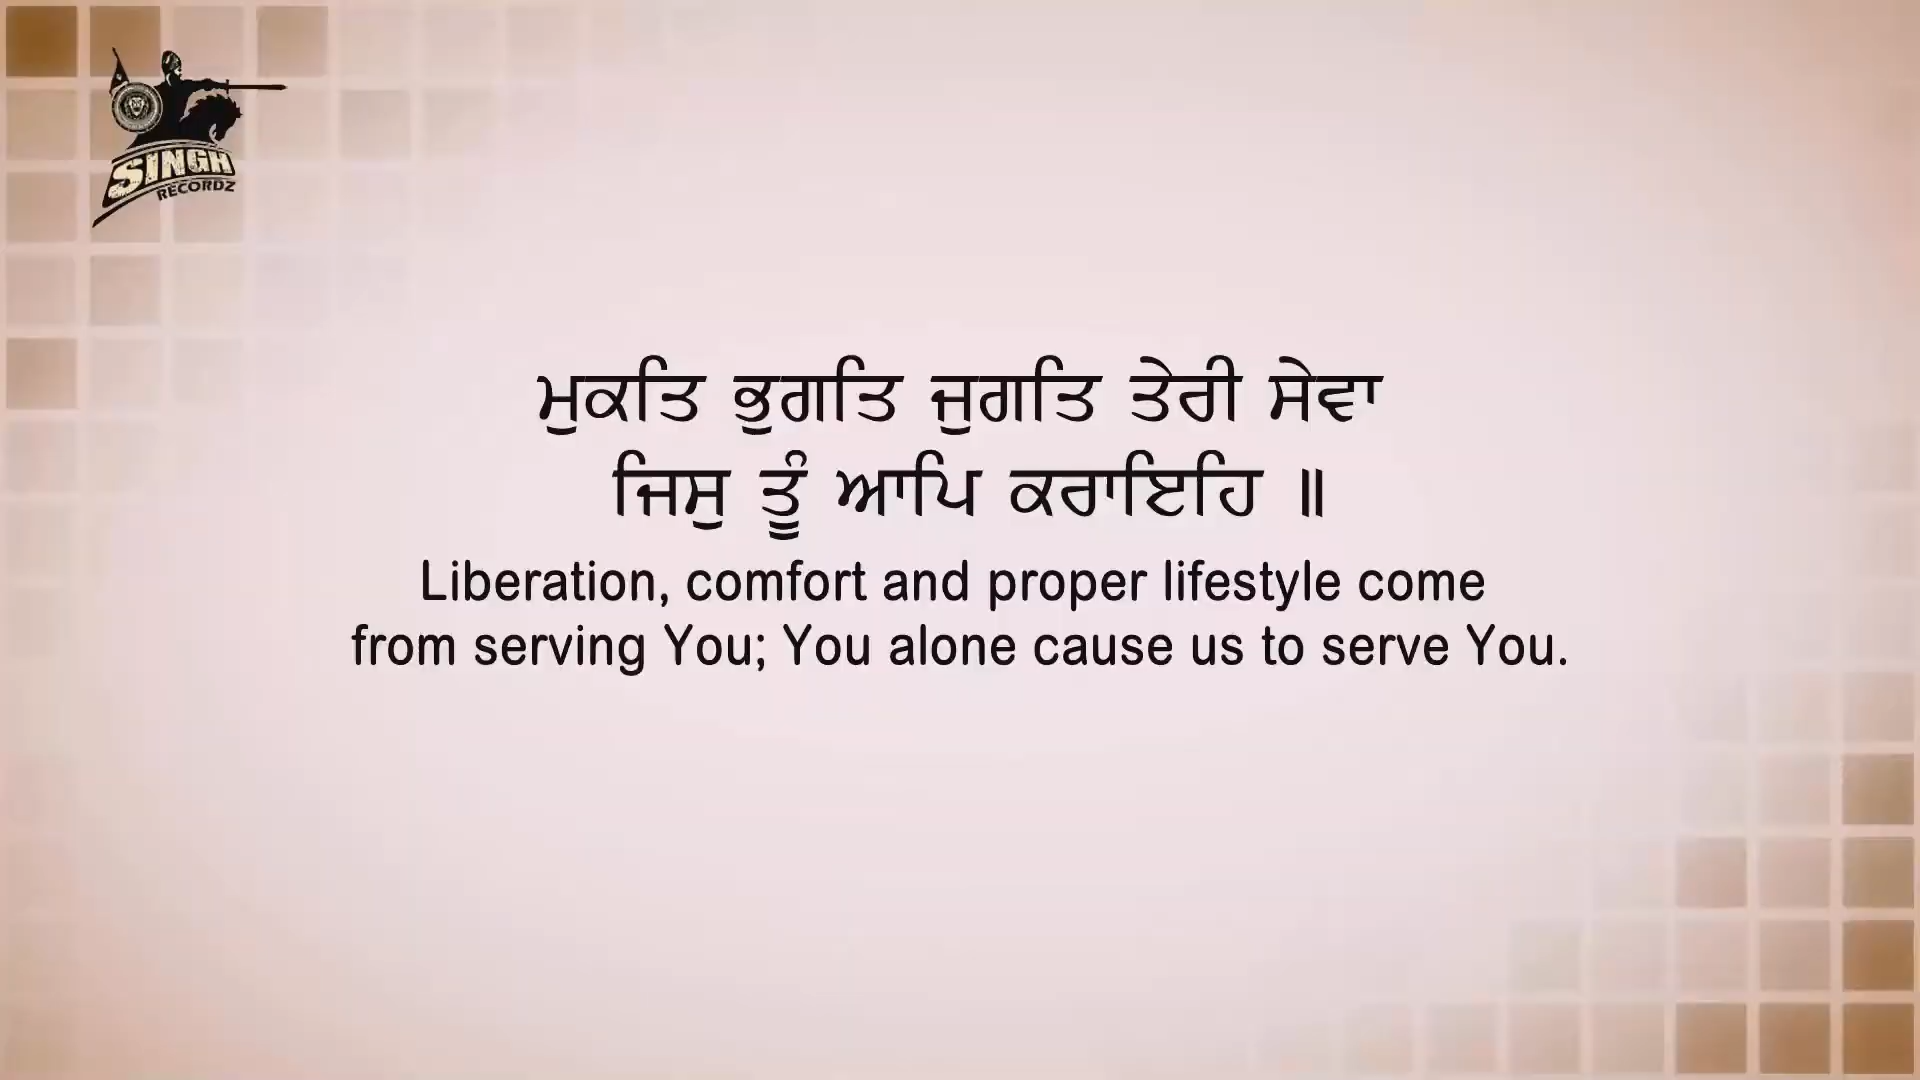 SINGH
RECORDZ
ਮੁਕਤਿ ਭੁਗਤਿ ਜੁਗਤਿ ਤੇਰੀ ਸੇਵਾ
ਜਿਸੁ ਤੂੰ ਆਪਿ ਕਰਾਇਹਿ ॥
Liberation, comfort and proper lifestyle come
from serving You; You alone cause us to serve You.